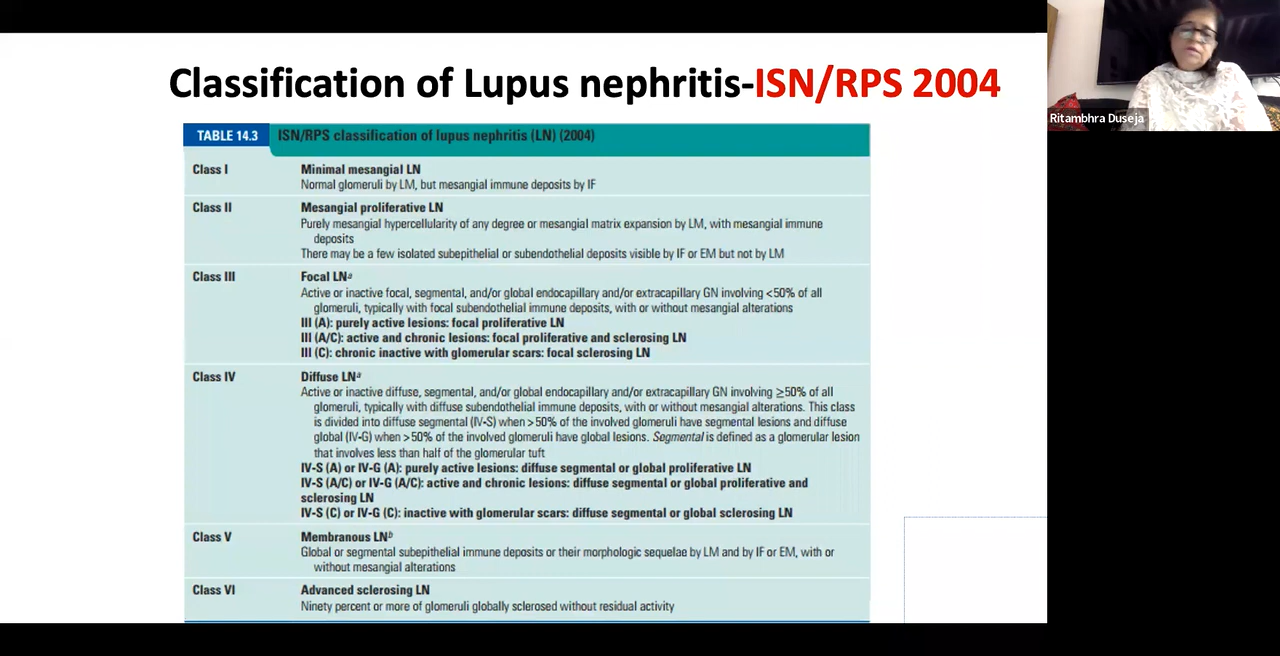 Classification of Lupus nephritis-ISN/RPS 2004
Ritambhra Duseja
TABLE 14.3 ISN/RPS classification of lupus nephritis (LN) (2004)
Class I Minimal mesangial LN
Normal glomeruli by LM, but mesangial immune deposits by IF
Class II Mesangial proliferative LN
Purely mesangial hypercellularity of any degree or mesangial matrix expansion by LM, with mesangial immune
deposits
There may be a few isolated subepithelial or subendothelial deposits visible by IF or EM but not by LM
Class III Focal LNᵃ
Active or inactive focal, segmental, and/or global endocapillary and/or extracapillary GN involving <50% of all
glomeruli, typically with focal subendothelial immune deposits, with or without mesangial alterations
III (A): purely active lesions: focal proliferative LN
III (A/C): active and chronic lesions: focal proliferative and sclerosing LN
III (C): chronic inactive with glomerular scars: focal sclerosing LN
Class IV Diffuse LNᵃ
Active or inactive diffuse, segmental, and/or global endocapillary and/or extracapillary GN involving ≥50% of all
glomeruli, typically with diffuse subendothelial immune deposits, with or without mesangial alterations. This class
is divided into diffuse segmental (IV-S) when >50% of the involved glomeruli have segmental lesions and diffuse
global (IV-G) when >50% of the involved glomeruli have global lesions. Segmental is defined as a glomerular lesion
that involves less than half of the glomerular tuft
IV-S (A) or IV-G (A): purely active lesions: diffuse segmental or global proliferative LN
IV-S (A/C) or IV-G (A/C): active and chronic lesions: diffuse segmental or global proliferative and
sclerosing LN
IV-S (C) or IV-G (C): inactive with glomerular scars: diffuse segmental or global sclerosing LN
Class V Membranous LNᵇ
Global or segmental subepithelial immune deposits or their morphologic sequelae by LM and by IF or EM, with or
without mesangial alterations
Class VI Advanced sclerosing LN
Ninety percent or more of glomeruli globally sclerosed without residual activity